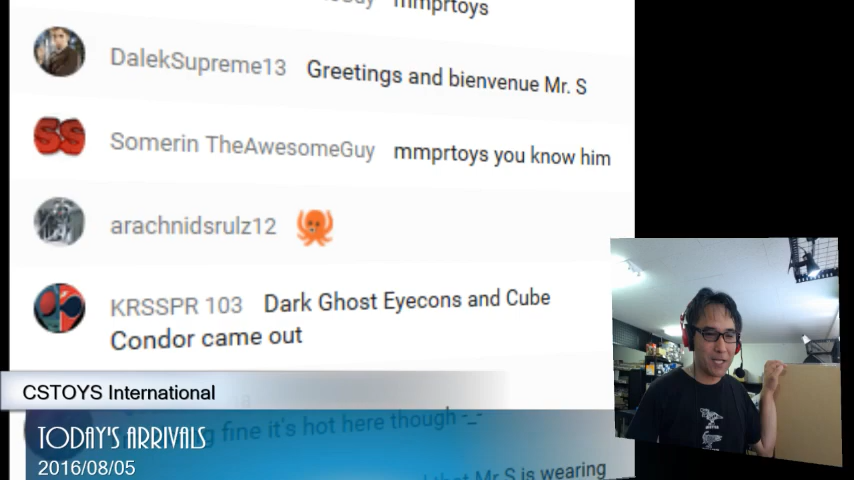 mmprtoys
DalekSupreme13 Greetings and bienvenue Mr. S
SS
Somerin TheAwesomeGuy mmprtoys you know him
arachnidsrulz12
KRSSPR 103 Dark Ghost Eyecons and Cube
Condor came out
CSTOYS International
g fine it's hot here though -_-
TODAY'S ARRIVALS
2016/08/05
that Mr S is wearing